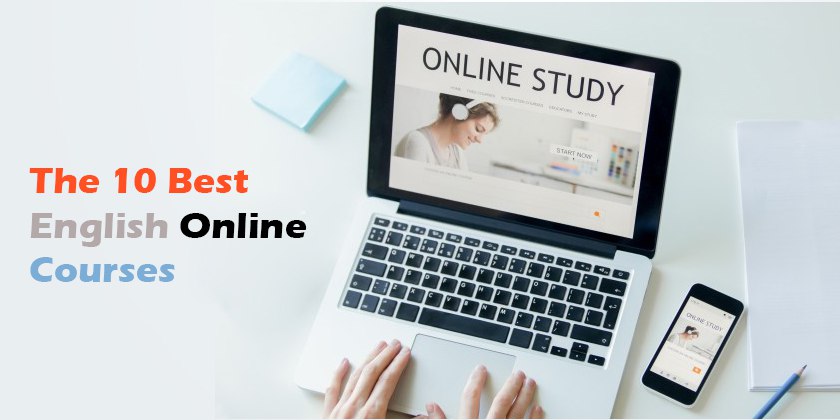 The 10 Best
English Online
Courses
ONLINE STUDY
START NOW
ONLINE STUDY